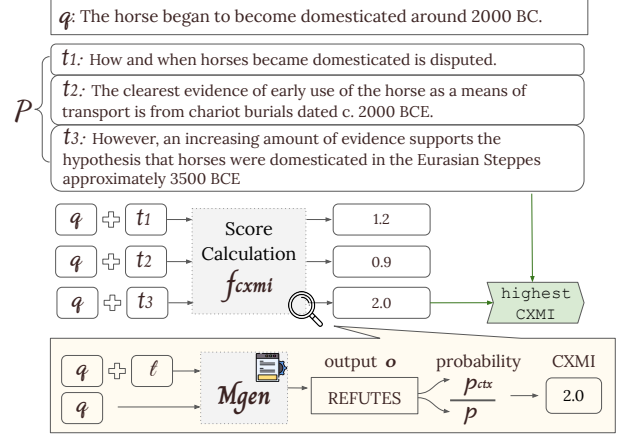 q: The horse began to become domesticated around 2000 BC.
P
t1: How and when horses became domesticated is disputed.
t2: The clearest evidence of early use of the horse as a means of
transport is from chariot burials dated c. 2000 BCE.
t3: However, an increasing amount of evidence supports the
hypothesis that horses were domesticated in the Eurasian Steppes
approximately 3500 BCE
q + t1
q + t2
q + t3
Score
Calculation
fcxmi
1.2
0.9
2.0
highest
CXMI
q + t
q
Mgen
output o
REFUTES
probability
pctx
p
CXMI
2.0